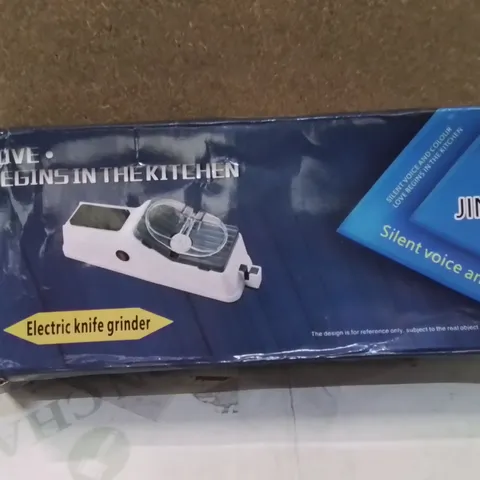 OVE •
EGINS IN THE KITCHEN
SILENT VOICE AND COLOUR
LOVE BEGINS IN THE KITCHEN
JIN
Silent voice an
Electric knife grinder
The design is for reference only, subject to the real object.